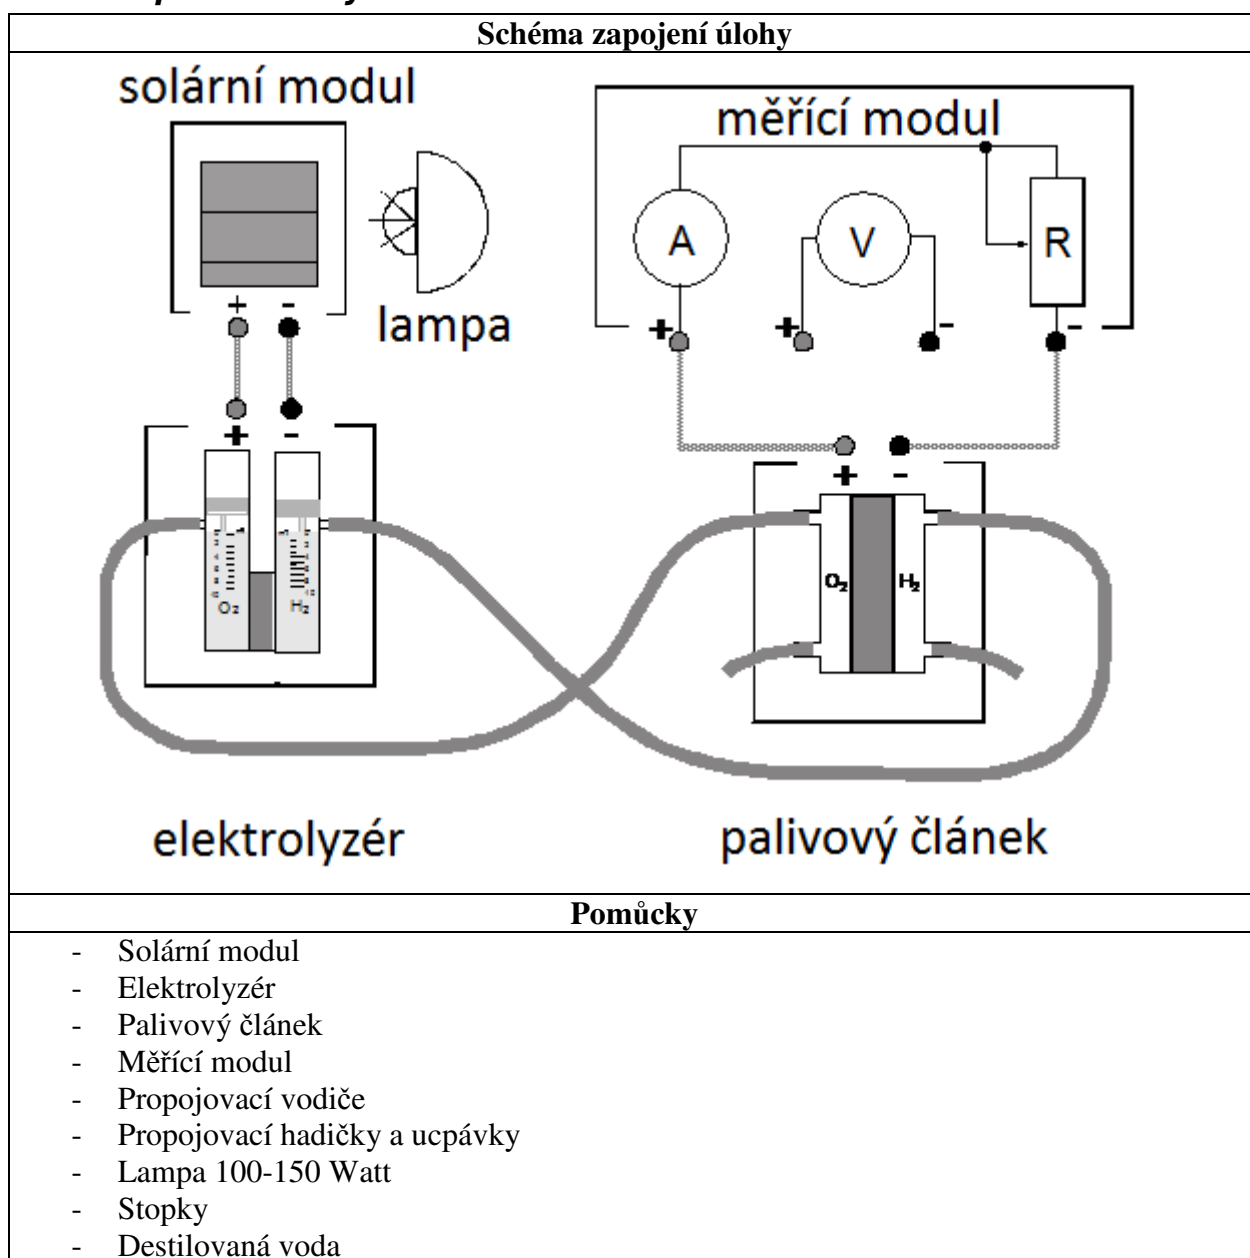 Schéma zapojení úlohy
solární modul
měřící modul
A
V
R
+ -
lampa
+ + - -
+ -
+ -
O2 H2
O2 H2
elektrolyzér
palivový článek
Pomůcky
- Solární modul
- Elektrolyzér
- Palivový článek
- Měřící modul
- Propojovací vodiče
- Propojovací hadičky a ucpávky
- Lampa 100-150 Watt
- Stopky
- Destilovaná voda